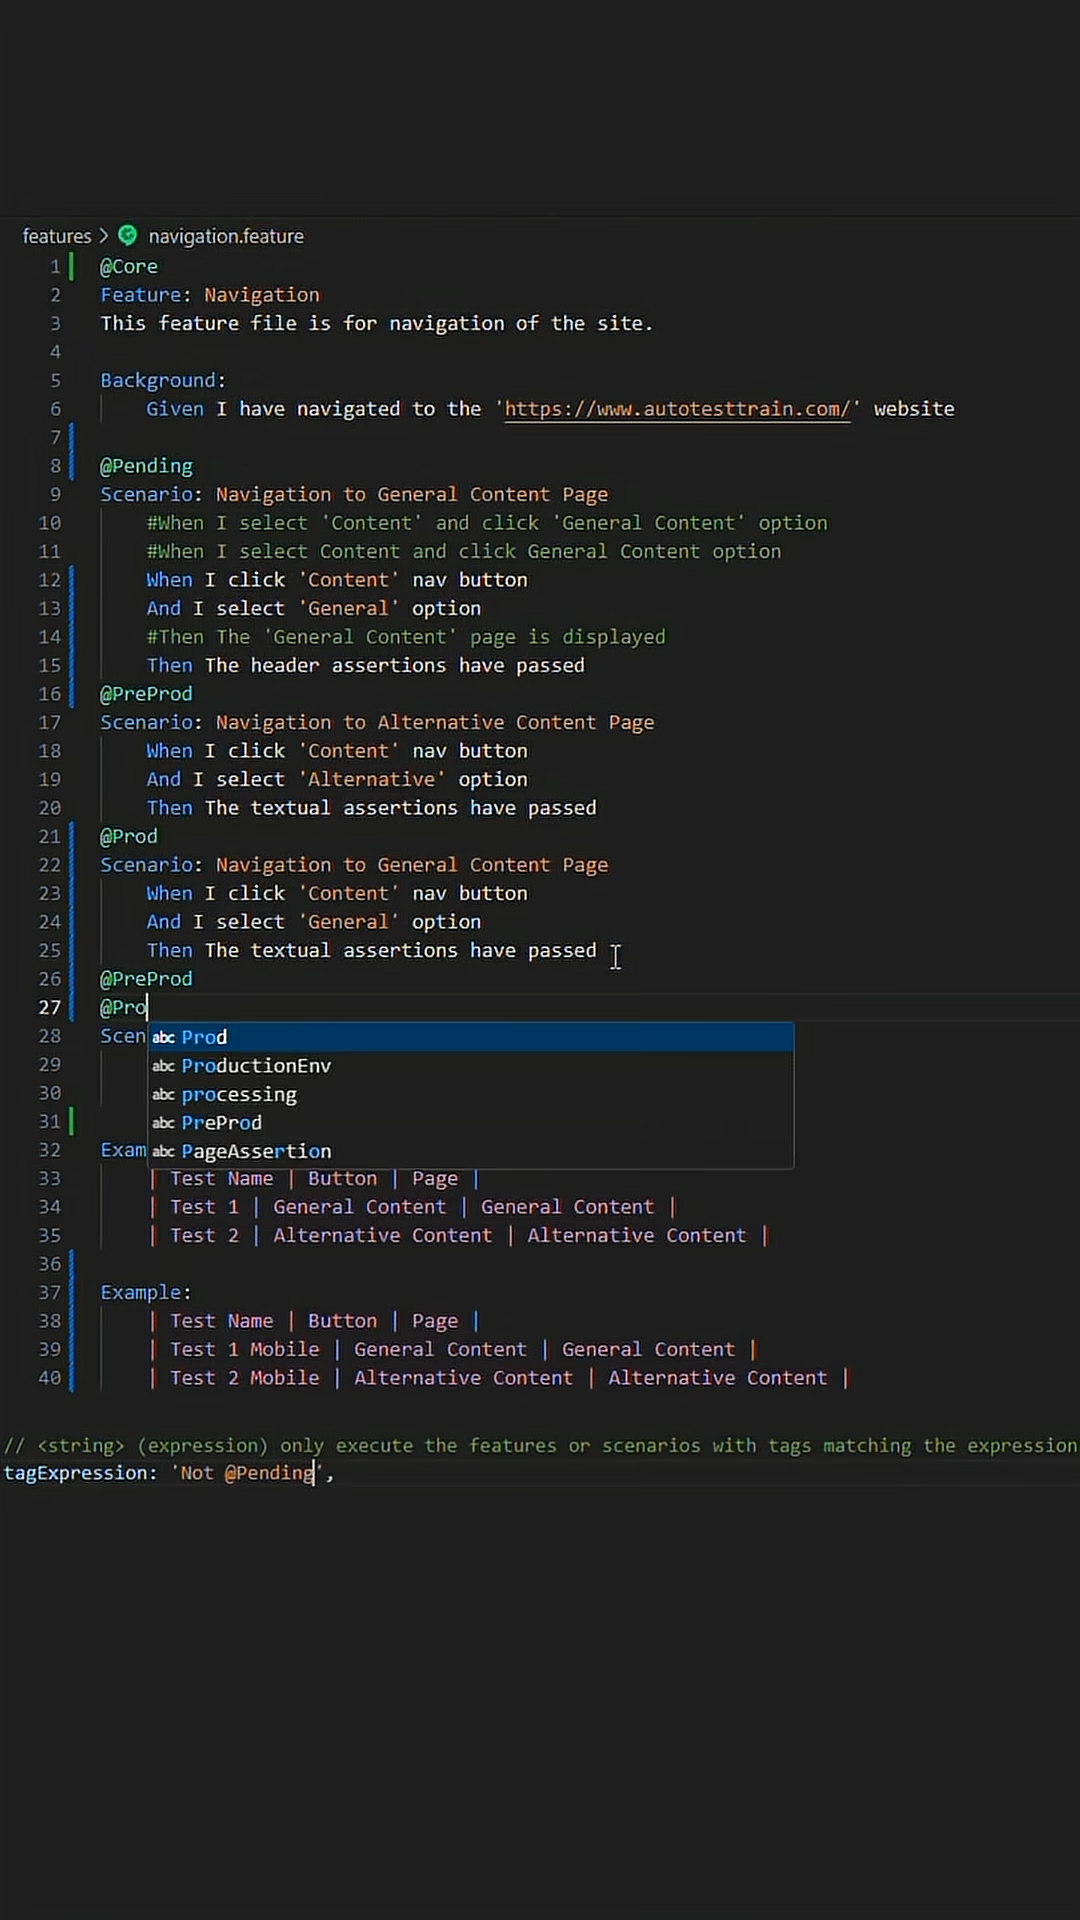 features > navigation.feature
1 @Core
2 Feature: Navigation
3 This feature file is for navigation of the site.
4
5 Background:
6 Given I have navigated to the 'https://www.autotesttrain.com/' website
7
8 @Pending
9 Scenario: Navigation to General Content Page
10 #When I select 'Content' and click 'General Content' option
11 #When I select Content and click General Content option
12 When I click 'Content' nav button
13 And I select 'General' option
14 #Then The 'General Content' page is displayed
15 Then The header assertions have passed
16 @PreProd
17 Scenario: Navigation to Alternative Content Page
18 When I click 'Content' nav button
19 And I select 'Alternative' option
20 Then The textual assertions have passed
21 @Prod
22 Scenario: Navigation to General Content Page
23 When I click 'Content' nav button
24 And I select 'General' option
25 Then The textual assertions have passed
26 @PreProd
27 @Pro
28 Scen abc Prod
29 abc ProductionEnv
30 abc processing
31 abc PreProd
32 Exam abc PageAssertion
33 | Test Name | Button | Page |
34 | Test 1 | General Content | General Content |
35 | Test 2 | Alternative Content | Alternative Content |
36
37 Example:
38 | Test Name | Button | Page |
39 | Test 1 Mobile | General Content | General Content |
40 | Test 2 Mobile | Alternative Content | Alternative Content |
// <string> (expression) only execute the features or scenarios with tags matching the expression
tagExpression: 'Not @Pending',